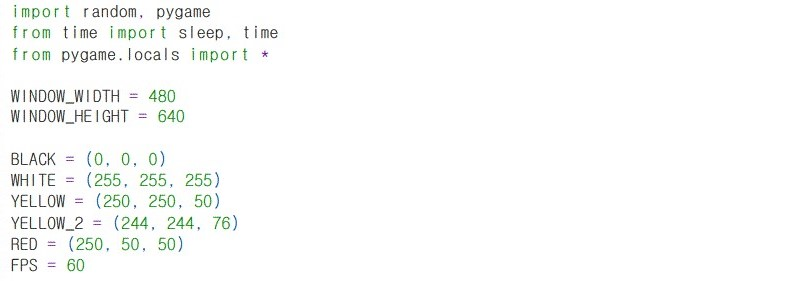 import random, pygame
from time import sleep, time
from pygame.locals import *
WINDOW_WIDTH = 480
WINDOW_HEIGHT = 640
BLACK = (0, 0, 0)
WHITE = (255, 255, 255)
YELLOW = (250, 250, 50)
YELLOW_2 = (244, 244, 76)
RED = (250, 50, 50)
FPS = 60